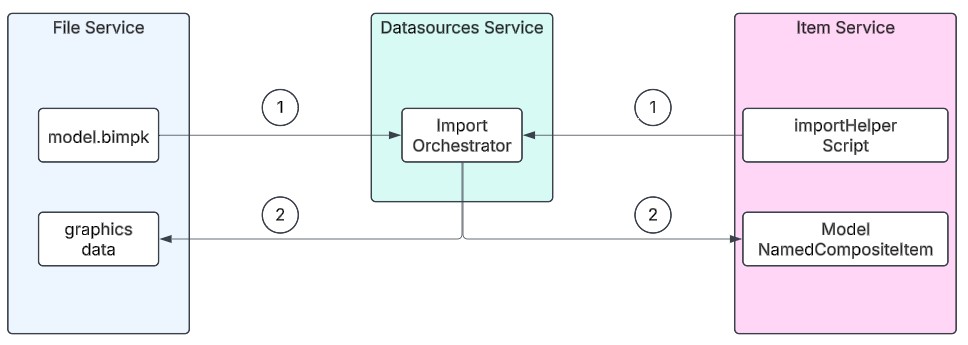 File Service
Datasources Service
Item Service
1
1
model.bimpk
Import
Orchestrator
importHelper
Script
2
2
graphics
data
Model
NamedCompositeItem